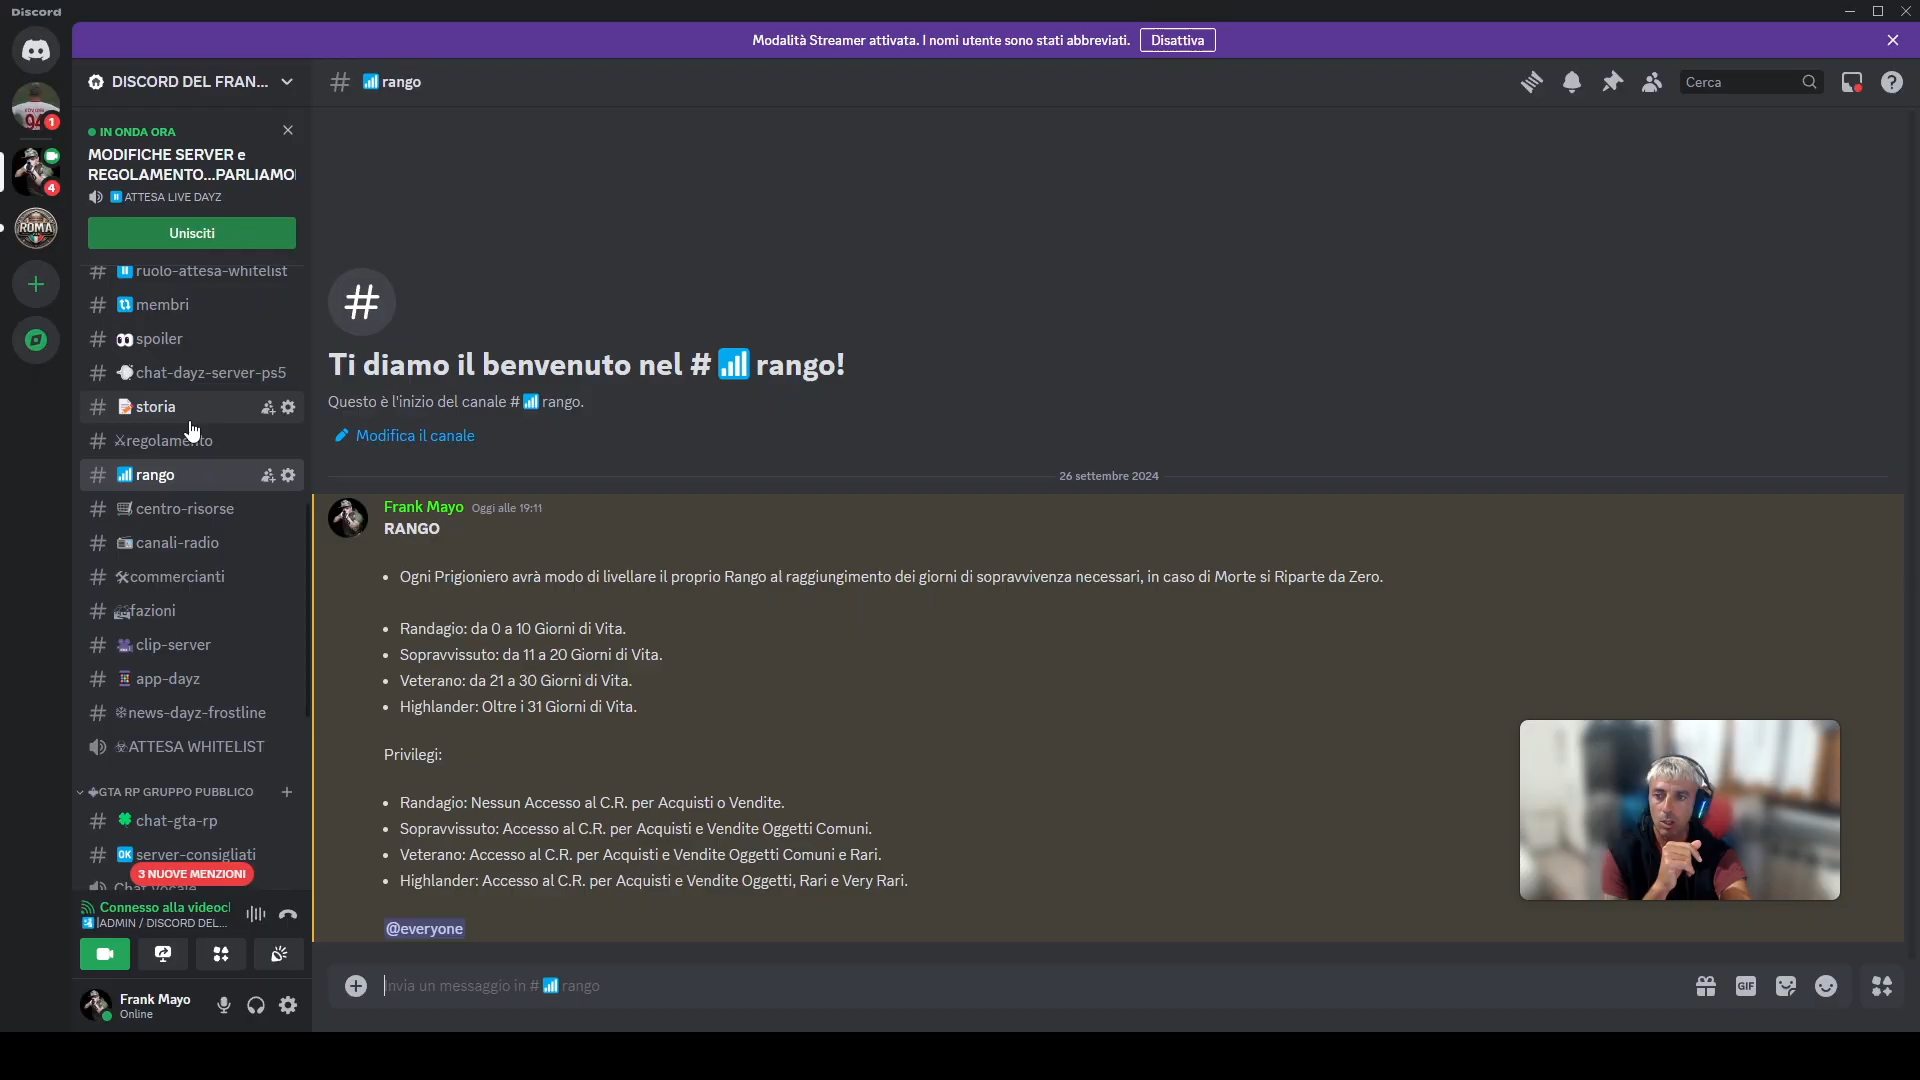 Discord
Modalità Streamer attivata. I nomi utente sono stati abbreviati.
Disattiva
DISCORD DEL FRAN...
rango
Cerca
1
4
ROMA
IN ONDA ORA
MODIFICHE SERVER e
REGOLAMENTO...PARLIAMO
ATTESA LIVE DAYZ
Unisciti
ruolo-attesa-whitelist
membri
spoiler
chat-dayz-server-ps5
storia
regolamento
rango
centro-risorse
canali-radio
commercianti
fazioni
clip-server
app-dayz
news-dayz-frostline
ATTESA WHITELIST
GTA RP GRUPPO PUBBLICO
chat-gta-rp
OK server-consigliati
3 NUOVE MENZIONI
Chat vocale
Connesso alla videoc
|ADMIN / DISCORD DEL...
Frank Mayo
Online
Ti diamo il benvenuto nel # rango!
Questo è l'inizio del canale # rango.
Modifica il canale
26 settembre 2024
Frank Mayo Oggi alle 19:11
RANGO
• Ogni Prigioniero avrà modo di livellare il proprio Rango al raggiungimento dei giorni di sopravvivenza necessari, in caso di Morte si Riparte da Zero.
• Randagio: da 0 a 10 Giorni di Vita.
• Sopravvissuto: da 11 a 20 Giorni di Vita.
• Veterano: da 21 a 30 Giorni di Vita.
• Highlander: Oltre i 31 Giorni di Vita.
Privilegi:
• Randagio: Nessun Accesso al C.R. per Acquisti o Vendite.
• Sopravvissuto: Accesso al C.R. per Acquisti e Vendite Oggetti Comuni.
• Veterano: Accesso al C.R. per Acquisti e Vendite Oggetti Comuni e Rari.
• Highlander: Accesso al C.R. per Acquisti e Vendite Oggetti, Rari e Very Rari.
@everyone
Invia un messaggio in # rango
GIF